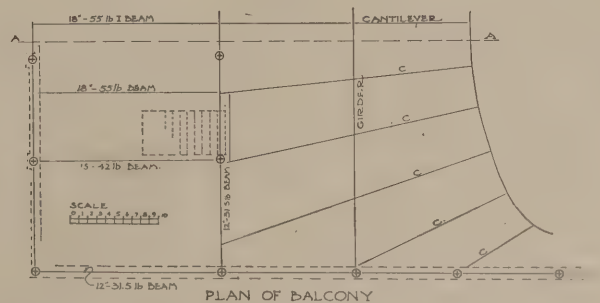 18"-55 lb I BEAM
CANTILEVER
A
A
18"-55 lb BEAM
C
GIRDER
C
15-42 lb BEAM.
C
12"-31.5 lb BEAM
SCALE
0 1 2 3 4 5 6 7 8 9 10
C
C
12"-31.5 lb BEAM
PLAN OF BALCONY